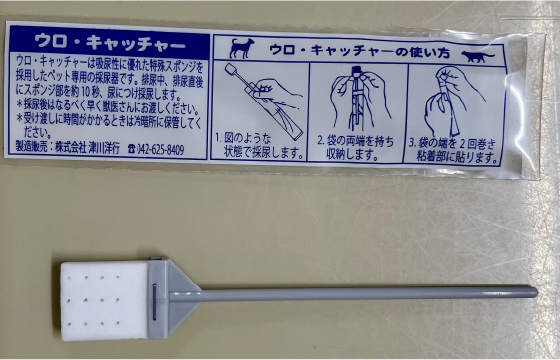 ウロ・キャッチャー
ウロ・キャッチャーは吸尿性に優れた特殊スポンジを
採用したペット専用の採尿器です。排尿中、排尿直後
にスポンジ部を約10秒、尿につけ採尿します。
＊採尿後はなるべく早く獣医さんにお渡しください。
＊受け渡しに時間がかかるときは冷暗所に保管してく
ださい。
製造販売：株式会社 津川洋行 ☎042-625-8409
ウロ・キャッチャーの使い方
1. 図のような
状態で採尿します。
2. 袋の両端を持ち
収納します。
3. 袋の端を2回巻き
粘着部に貼ります。